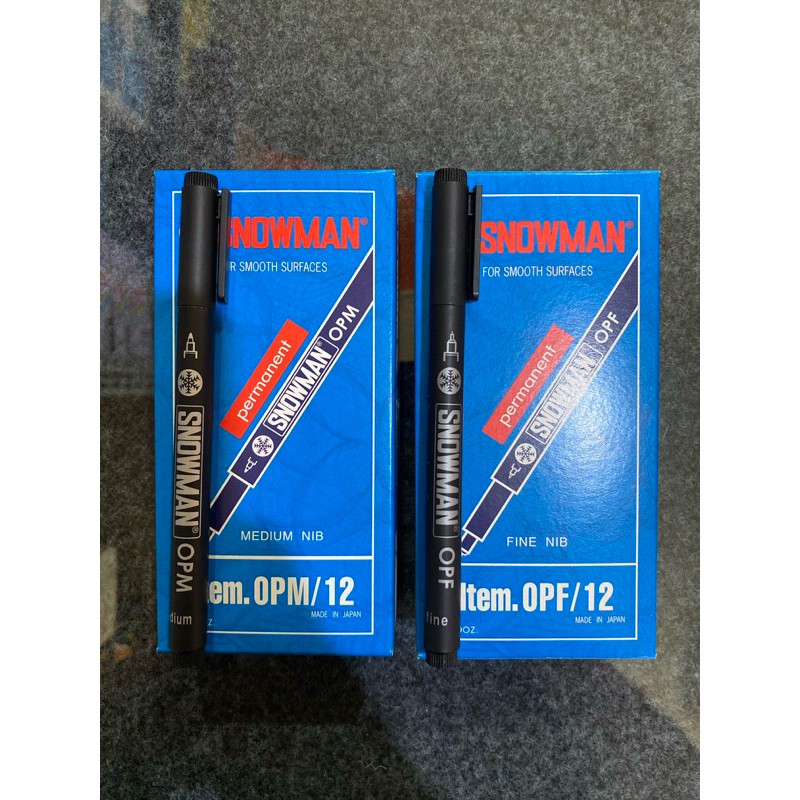 SNOWMAN®
FOR SMOOTH SURFACES
permanent
SNOWMAN® OPM
MEDIUM NIB
Item. OPM/12
MADE IN JAPAN
SNOWMAN® OPM
SNOWMAN®
FOR SMOOTH SURFACES
permanent
SNOWMAN® OPF
FINE NIB
Item. OPF/12
MADE IN JAPAN
SNOWMAN® OPF
fine